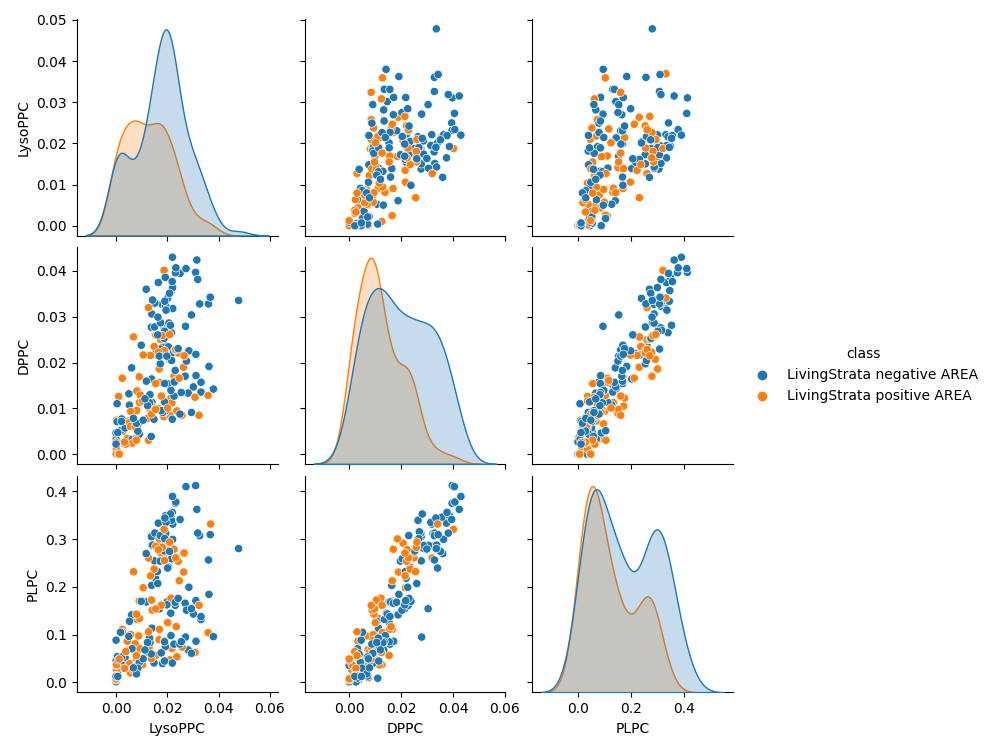 0.05
0.04
0.03
0.02
0.01
0.00
LysoPPC
0.04
0.03
0.02
0.01
0.00
DPPC
class
LivingStrata negative AREA
LivingStrata positive AREA
0.4
0.3
0.2
0.1
0.0
PLPC
0.00 0.02 0.04 0.06
LysoPPC
0.00 0.02 0.04 0.06
DPPC
0.0 0.2 0.4
PLPC